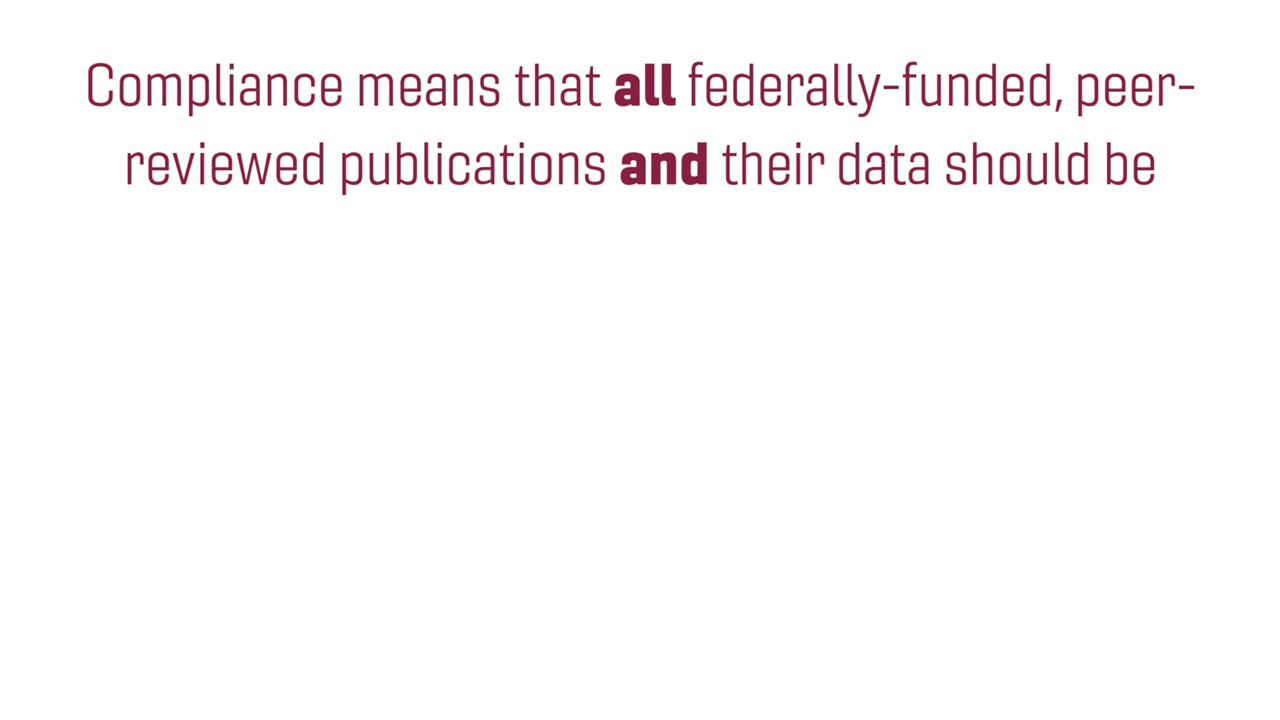 Compliance means that all federally-funded, peer-
reviewed publications and their data should be